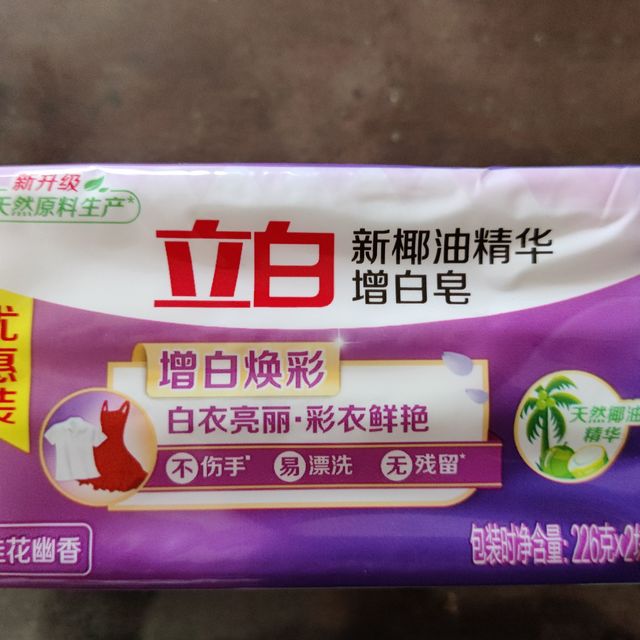 新升级
天然原料生产*
立白
新椰油精华
增白皂
优惠装
增白焕彩
白衣亮丽·彩衣鲜艳
不伤手* 易漂洗 无残留*
天然椰油
精华
花幽香
包装时净含量:226克x2